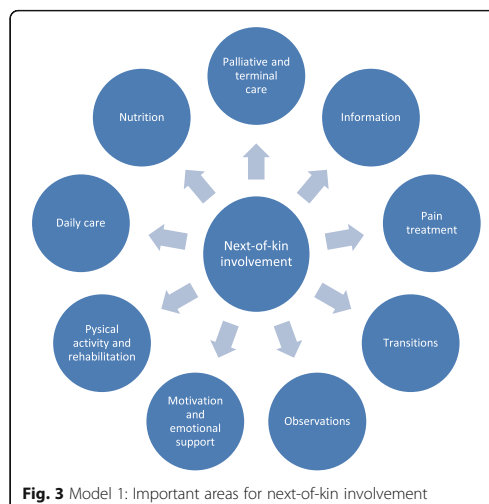 Palliative and
terminal
care
Information
Pain
treatment
Transitions
Observations
Motivation
and
emotional
support
Pysical
activity and
rehabilitation
Daily care
Nutrition
Next-of-kin
involvement
Fig. 3 Model 1: Important areas for next-of-kin involvement